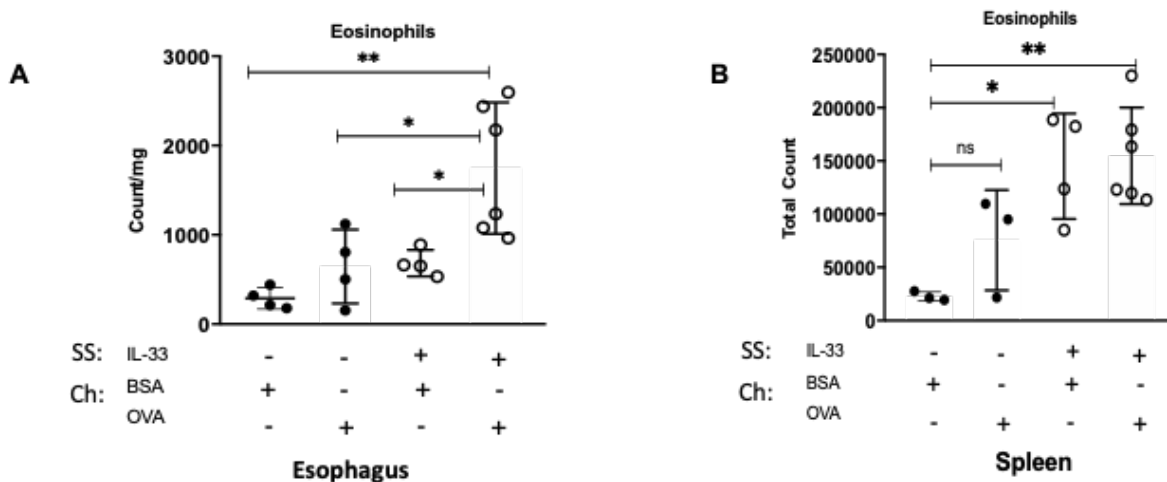 A
Eosinophils
Count/mg
3000
2000
1000
0
**
*
*
SS: IL-33 - - + +
Ch: BSA + - + -
OVA - + - +
Esophagus
B
Eosinophils
Total Count
250000
200000
150000
100000
50000
0
**
*
ns
SS: IL-33 - - + +
Ch: BSA + - + -
OVA - + - +
Spleen